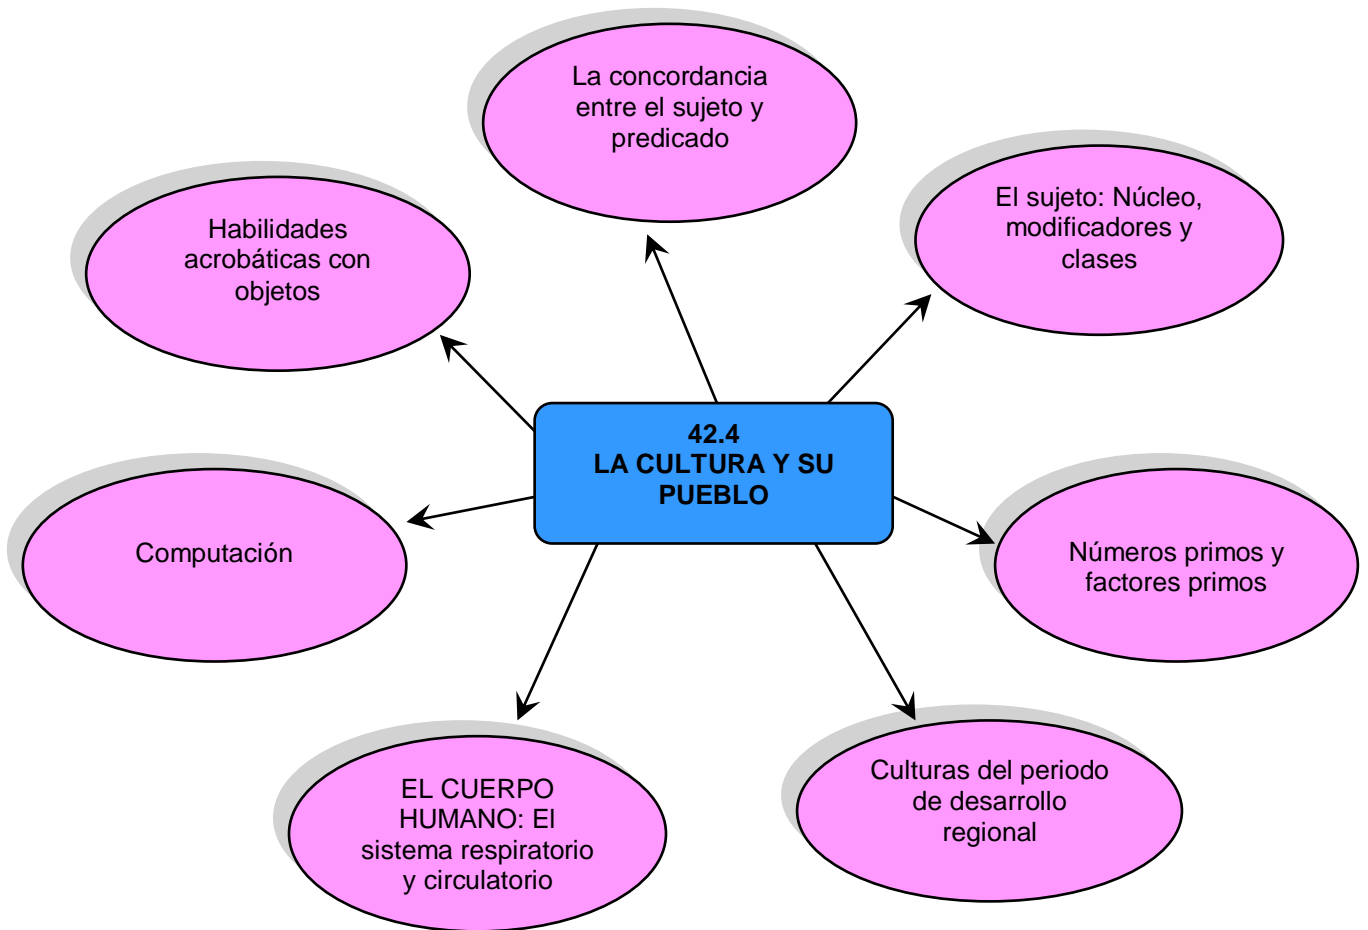 La concordancia
entre el sujeto y
predicado
El sujeto: Núcleo,
modificadores y
clases
Habilidades
acrobáticas con
objetos
42.4
LA CULTURA Y SU
PUEBLO
Computación
Números primos y
factores primos
EL CUERPO
HUMANO: El
sistema respiratorio
y circulatorio
Culturas del periodo
de desarrollo
regional